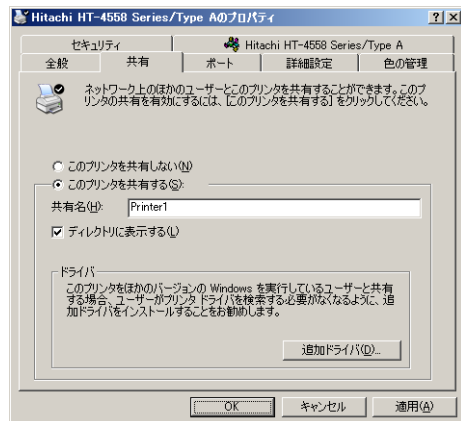 Hitachi HT-4558 Series/Type Aのプロパティ
セキュリティ
Hitachi HT-4558 Series/Type A
全般
共有
ポート
詳細設定
色の管理
ネットワーク上のほかのユーザーとこのプリンタを共有することができます。このプ
リンタの共有を有効にするには、[このプリンタを共有する] をクリックしてください。
このプリンタを共有しない(N)
このプリンタを共有する(S):
共有名(H):
Printer1
ディレクトリに表示する(L)
ドライバ
このプリンタをほかのバージョンの Windows を実行しているユーザーと共有
する場合、ユーザーがプリンタ ドライバを検索する必要がなくなるように、追
加ドライバをインストールすることをお勧めします。
追加ドライバ(D)...
OK
キャンセル
適用(A)